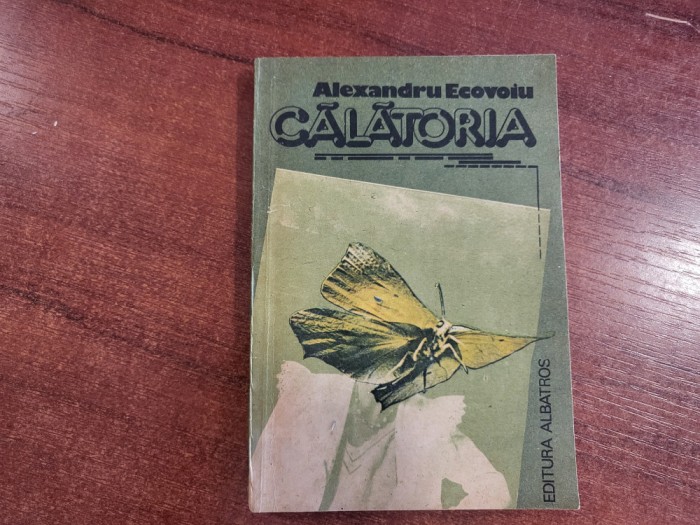 Alexandru Ecovoiu
CĂLĂTORIA
EDITURA ALBATROS